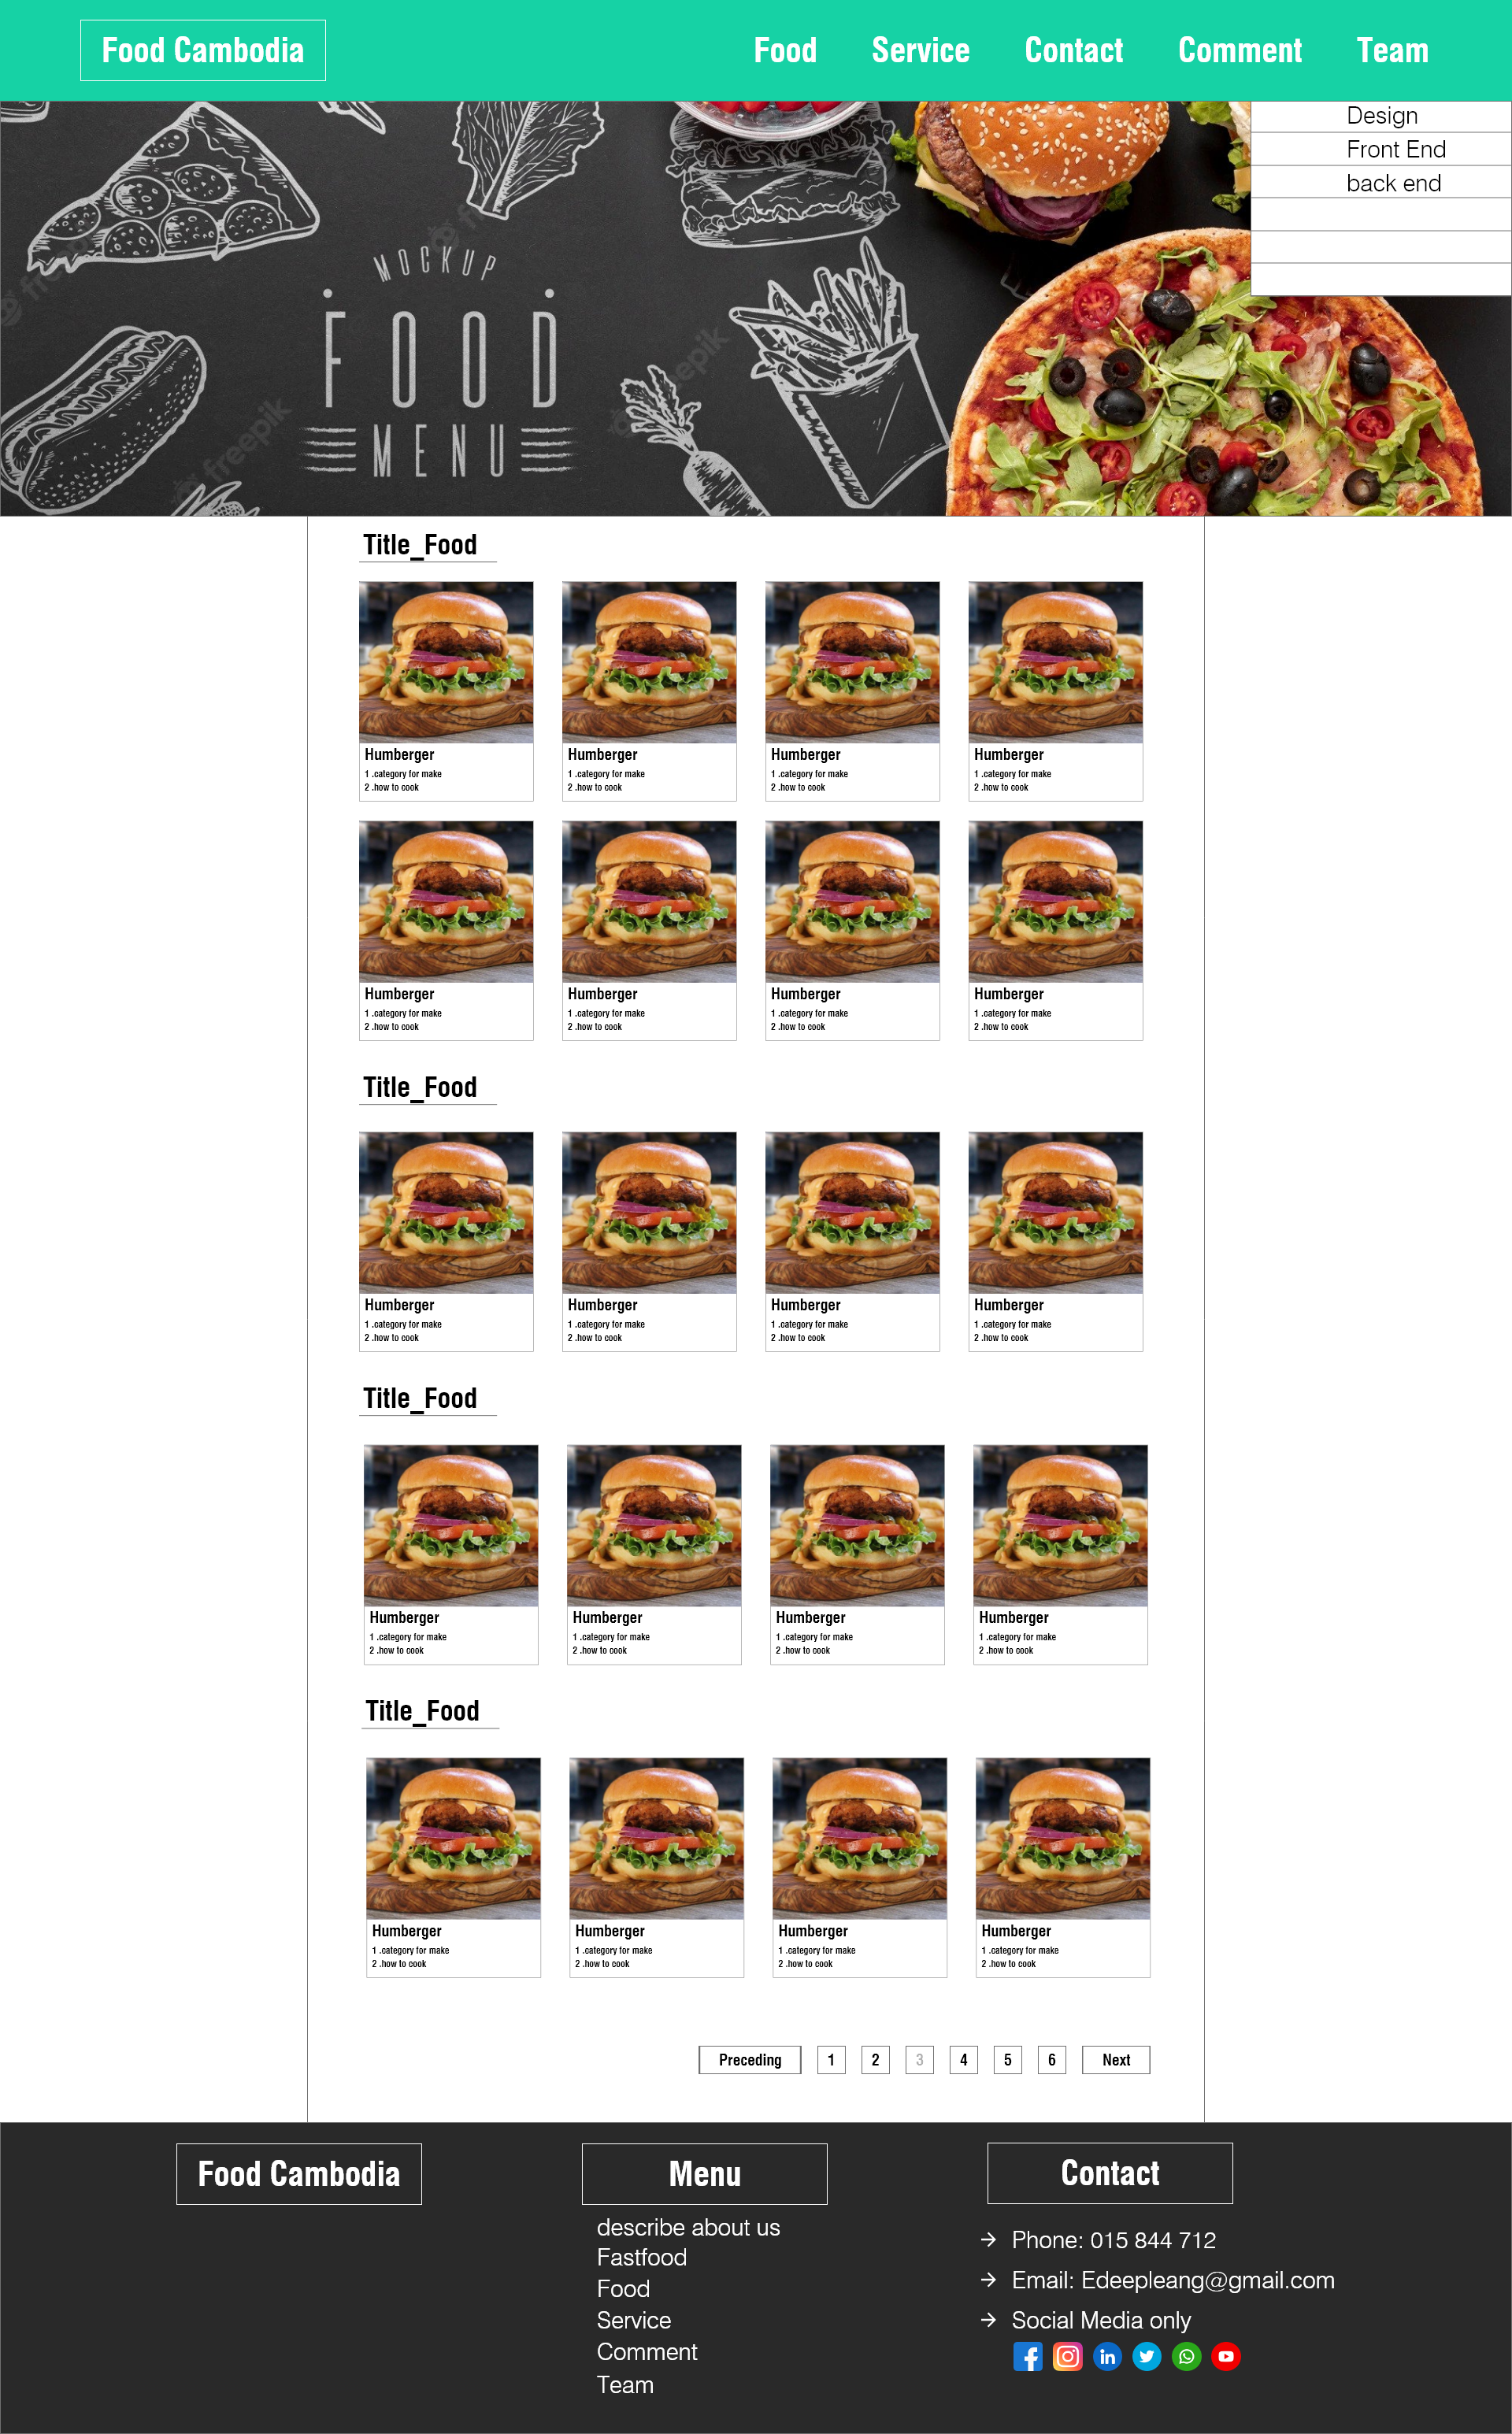 Food Cambodia
Food Service Contact Comment Team
Design
Front End
back end
MOCKUP
FOOD
MENU
freepik
freepik
Title_Food
Humberger Humberger Humberger Humberger
1 .category for make 1 .category for make 1 .category for make 1 .category for make
2 .how to cook 2 .how to cook 2 .how to cook 2 .how to cook
Humberger Humberger Humberger Humberger
1 .category for make 1 .category for make 1 .category for make 1 .category for make
2 .how to cook 2 .how to cook 2 .how to cook 2 .how to cook
Title_Food
Humberger Humberger Humberger Humberger
1 .category for make 1 .category for make 1 .category for make 1 .category for make
2 .how to cook 2 .how to cook 2 .how to cook 2 .how to cook
Title_Food
Humberger Humberger Humberger Humberger
1 .category for make 1 .category for make 1 .category for make 1 .category for make
2 .how to cook 2 .how to cook 2 .how to cook 2 .how to cook
Title_Food
Humberger Humberger Humberger Humberger
1 .category for make 1 .category for make 1 .category for make 1 .category for make
2 .how to cook 2 .how to cook 2 .how to cook 2 .how to cook
Preceding 1 2 3 4 5 6 Next
Food Cambodia
Menu
describe about us
Fastfood
Food
Service
Comment
Team
Contact
Phone: 015 844 712
Email: Edeepleang@gmail.com
Social Media only